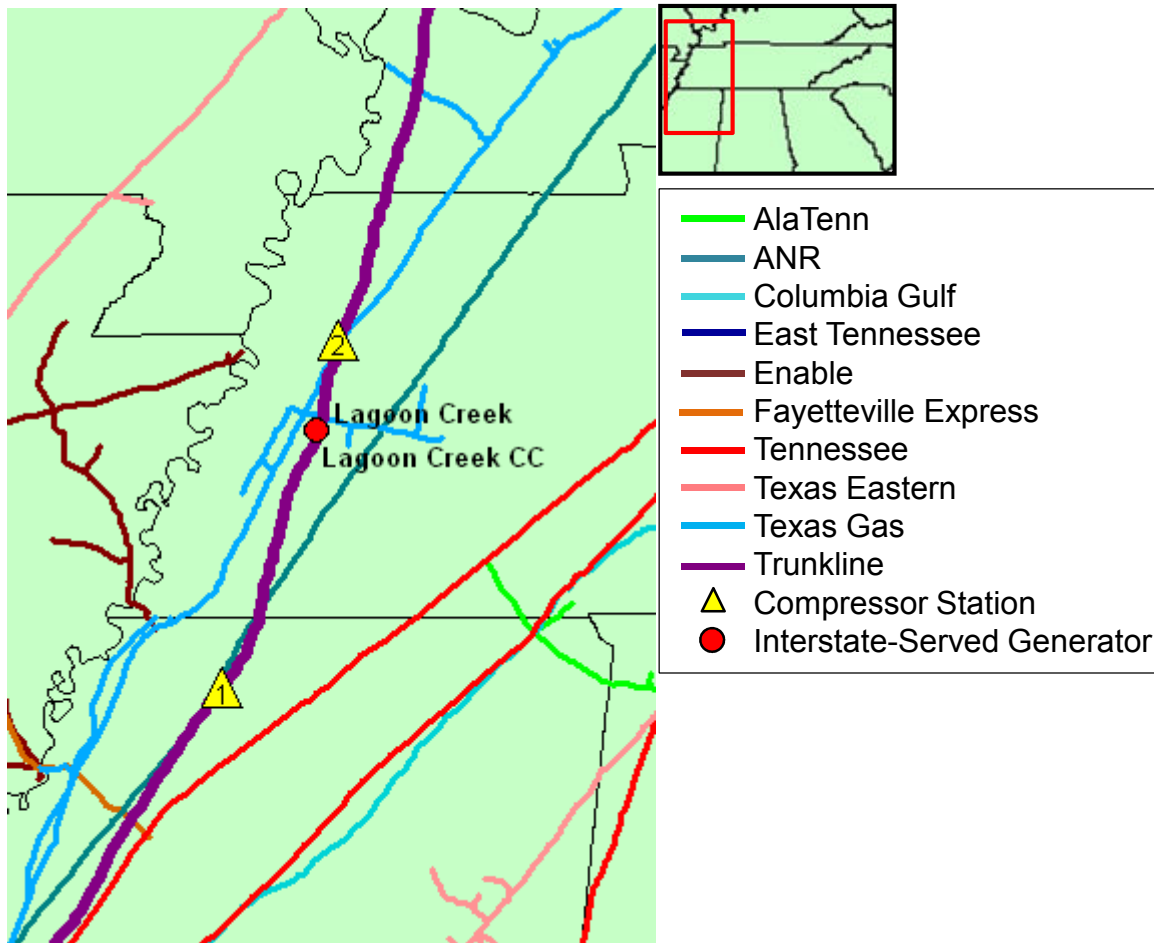 2
Lagoon Creek
Lagoon Creek CC
1
AlaTenn
ANR
Columbia Gulf
East Tennessee
Enable
Fayetteville Express
Tennessee
Texas Eastern
Texas Gas
Trunkline
Compressor Station
Interstate-Served Generator